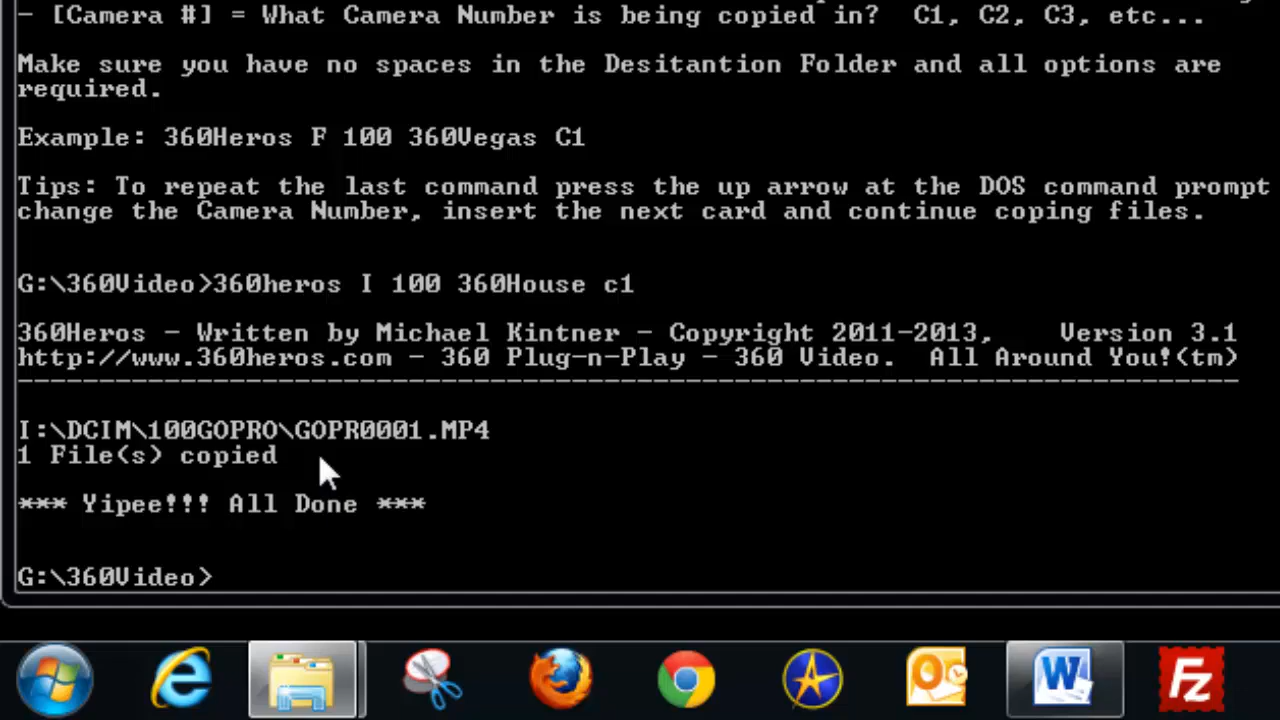 - [Camera #] = What Camera Number is being copied in?  C1, C2, C3, etc...
Make sure you have no spaces in the Desitantion Folder and all options are
required.
Example: 360Heros F 100 360Vegas C1
Tips: To repeat the last command press the up arrow at the DOS command prompt
change the Camera Number, insert the next card and continue coping files.
G:\360Video>360heros I 100 360House c1
360Heros - Written by Michael Kintner - Copyright 2011-2013,    Version 3.1
http://www.360heros.com - 360 Plug-n-Play - 360 Video.  All Around You!(tm)
---------------------------------------------------------------------------
I:\DCIM\100GOPRO\GOPR0001.MP4
1 File(s) copied
*** Yipee!!! All Done ***
G:\360Video>